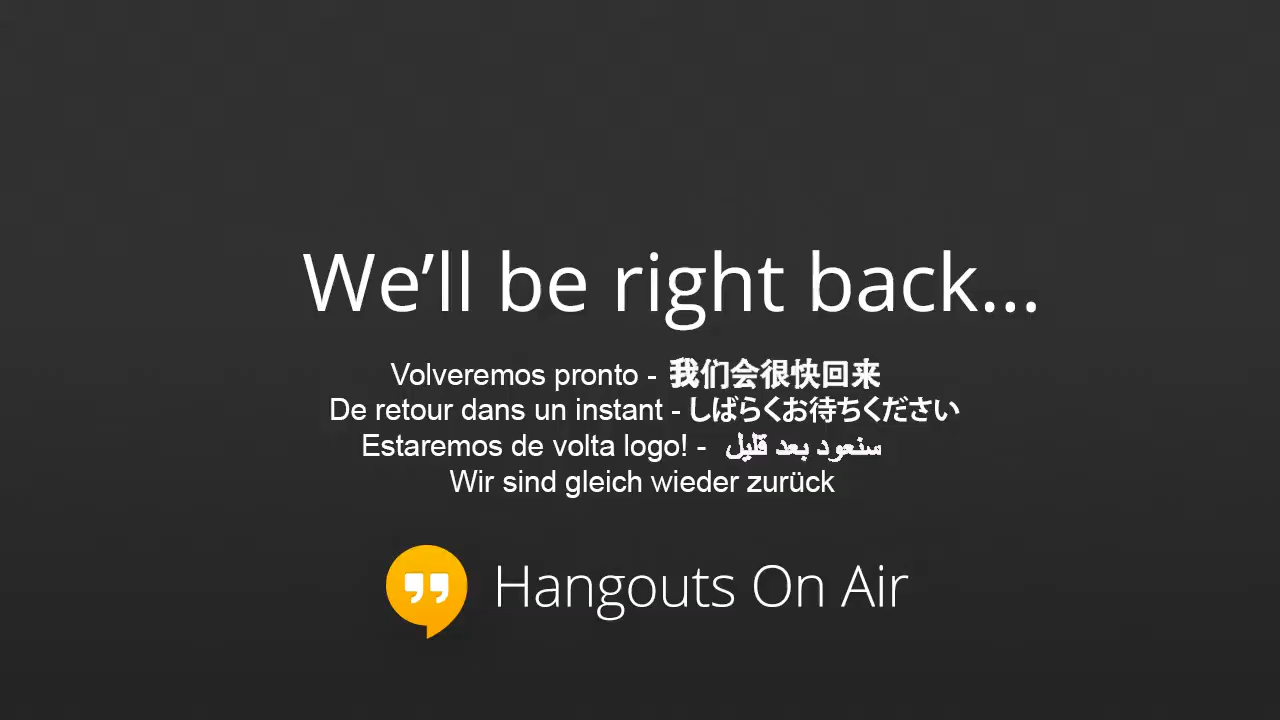 We’ll be right back...
Volveremos pronto - 我们会很快回来
De retour dans un instant - しばらくお待ちください
Estaremos de volta logo! - سنعود بعد قليل
Wir sind gleich wieder zurück
Hangouts On Air